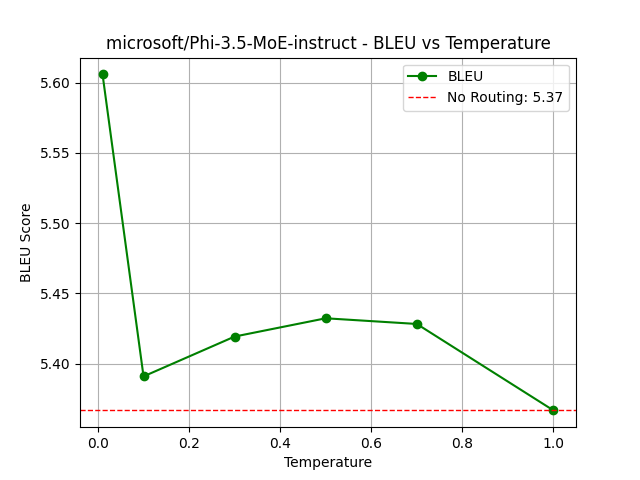 microsoft/Phi-3.5-MoE-instruct - BLEU vs Temperature
BLEU
No Routing: 5.37
BLEU Score
5.60
5.55
5.50
5.45
5.40
0.0 0.2 0.4 0.6 0.8 1.0
Temperature